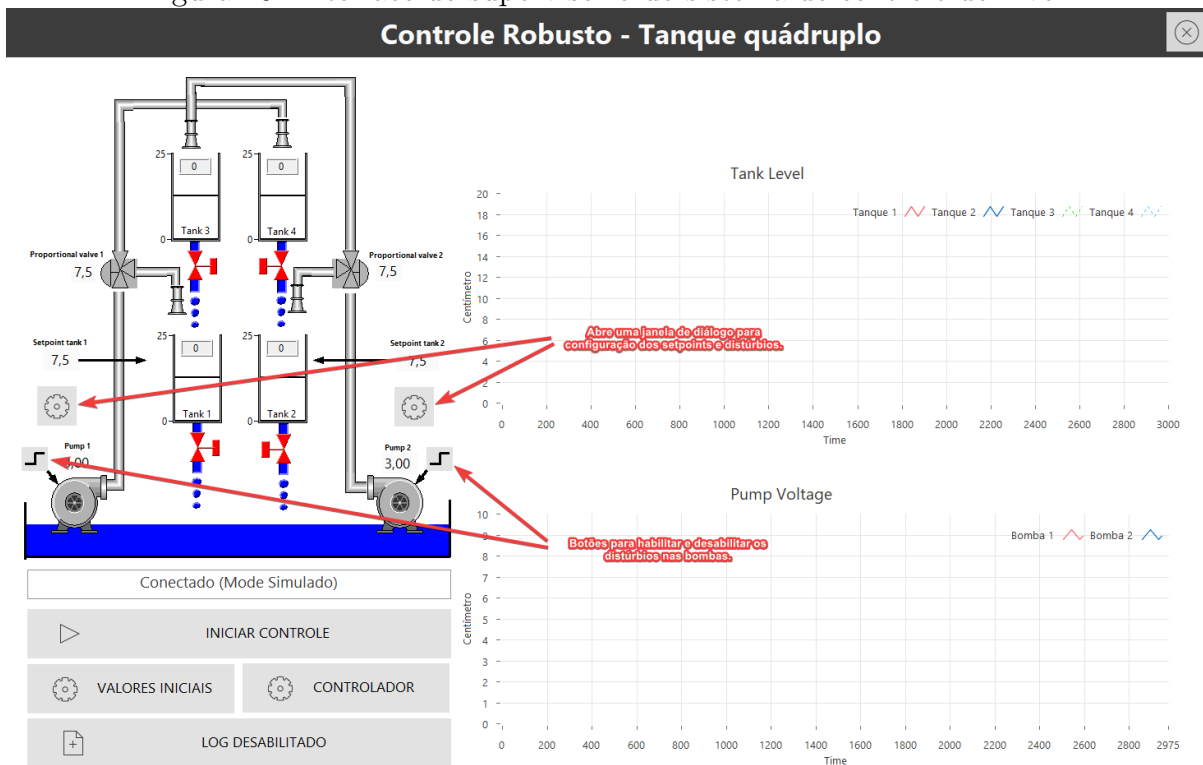 Controle Robusto - Tanque quádruplo
25
0
Tank 3
0
25
0
Tank 4
0
Proportional valve 1
7,5
Proportional valve 2
7,5
Setpoint tank 1
7,5
25
0
Tank 1
0
25
0
Tank 2
0
Setpoint tank 2
7,5
Pump 1
Pump 2
3,00
Conectado (Mode Simulado)
INICIAR CONTROLE
VALORES INICIAIS
CONTROLADOR
LOG DESABILITADO
Tank Level
Tanque 1 Tanque 2 Tanque 3 Tanque 4
Centímetro
20
18
16
14
12
10
8
6
4
2
0
0 200 400 600 800 1000 1200 1400 1600 1800 2000 2200 2400 2600 2800 3000
Time
Abre uma janela de diálogo para
configuração dos setpoints e distúrbios.
Pump Voltage
Bomba 1 Bomba 2
Centímetro
10
9
8
7
6
5
4
3
2
1
0
0 200 400 600 800 1000 1200 1400 1600 1800 2000 2200 2400 2600 2800 2975
Time
Botões para habilitar e desabilitar os
distúrbios nas bombas.